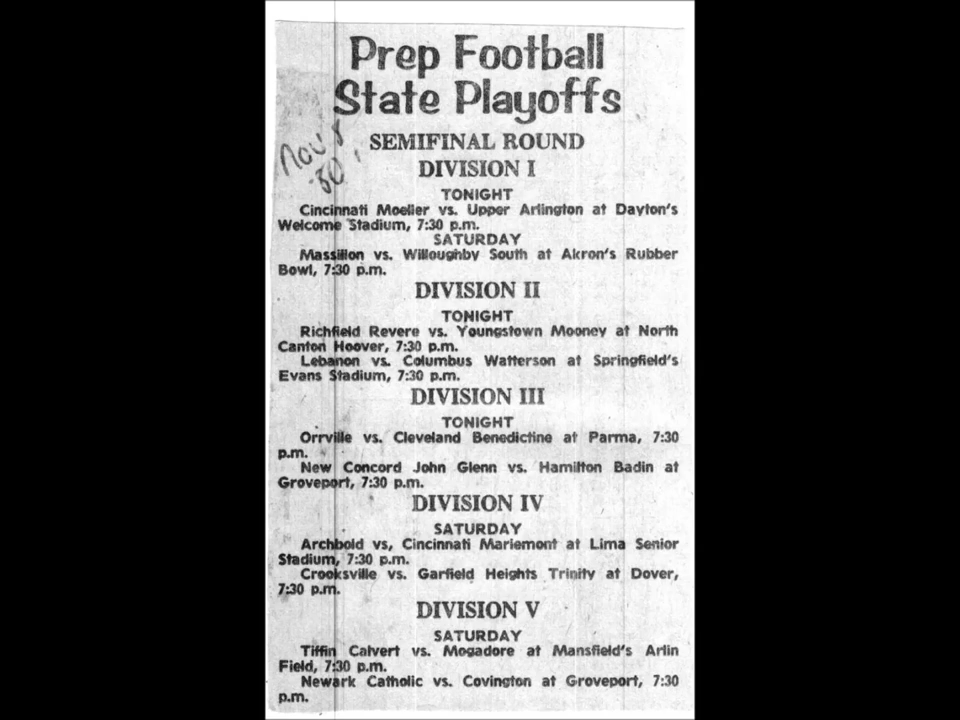 Prep Football
State Playoffs
SEMIFINAL ROUND
Nov
80
DIVISION I
TONIGHT
Cincinnati Moeller vs. Upper Arlington at Dayton's
Welcome Stadium, 7:30 p.m.
SATURDAY
Massillon vs. Willoughby South at Akron's Rubber
Bowl, 7:30 p.m.
DIVISION II
TONIGHT
Richfield Revere vs. Youngstown Mooney at North
Canton Hoover, 7:30 p.m.
Lebanon vs. Columbus Watterson at Springfield's
Evans Stadium, 7:30 p.m.
DIVISION III
TONIGHT
Orrville vs. Cleveland Benedictine at Parma, 7:30
p.m.
New Concord John Glenn vs. Hamilton Badin at
Groveport, 7:30 p.m.
DIVISION IV
SATURDAY
Archbold vs, Cincinnati Mariemont at Lima Senior
Stadium, 7:30 p.m.
Crooksville vs. Garfield Heights Trinity at Dover,
7:30 p.m.
DIVISION V
SATURDAY
Tiffin Calvert vs. Mogadore at Mansfield's Arlin
Field, 7:30 p.m.
Newark Catholic vs. Covington at Groveport, 7:30
p.m.